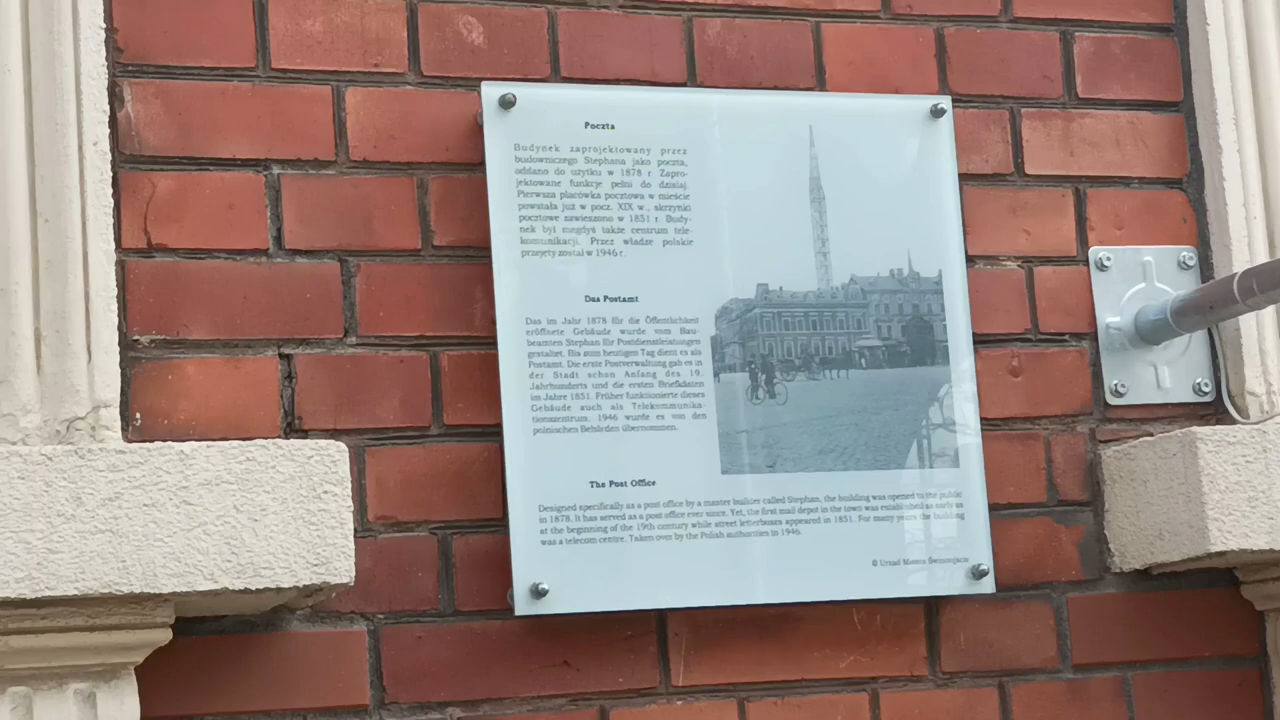 Poczta
Budynek zaprojektowany przez
budowniczego Stephana jako poczta,
oddano do użytku w 1878 r. Zapro-
jektowane funkcje pełni do dzisiaj.
Pierwsza placówka pocztowa w mieście
powstała już w pocz. XIX w., skrzynki
pocztowe zawieszono w 1851 r. Budy-
nek był niegdyś także centrum tele-
komunikacji. Przez władze polskie
przejęty został w 1946 r.
Das Postamt
Das im Jahr 1878 für die Öffentlichkeit
eröffnete Gebäude wurde vom Bau-
beamten Stephan für Postdienstleistungen
gestaltet. Bis zum heutigen Tag dient es als
Postamt. Die erste Postverwaltung gab es in
der Stadt schon Anfang des 19.
Jahrhunderts und die ersten Briefkästen
im Jahre 1851. Früher funktionierte dieses
Gebäude auch als Telekommunika-
tionszentrum. 1946 wurde es von den
polnischen Behörden übernommen.
The Post Office
Designed specifically as a post office by a master builder called Stephan, the building was opened to the public
in 1878. It has served as a post office ever since. Yet, the first mail depot in the town was established as early as
at the beginning of the 19th century while street letterboxes appeared in 1851. For many years the building
was a telecom centre. Taken over by the Polish authorities in 1946.
© Urząd Miasta Świnoujście